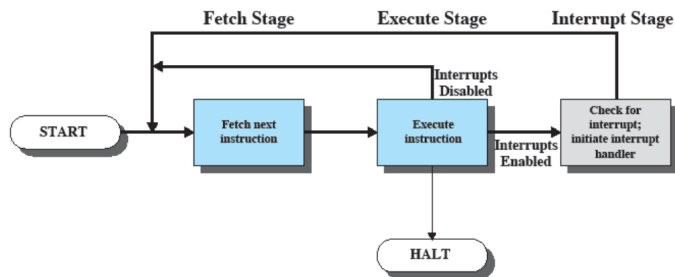 Fetch Stage
Execute Stage
Interrupt Stage
Interrupts
Disabled
START
Fetch next
instruction
Execute
instruction
Interrupts
Enabled
Check for
interrupt;
initiate interrupt
handler
HALT